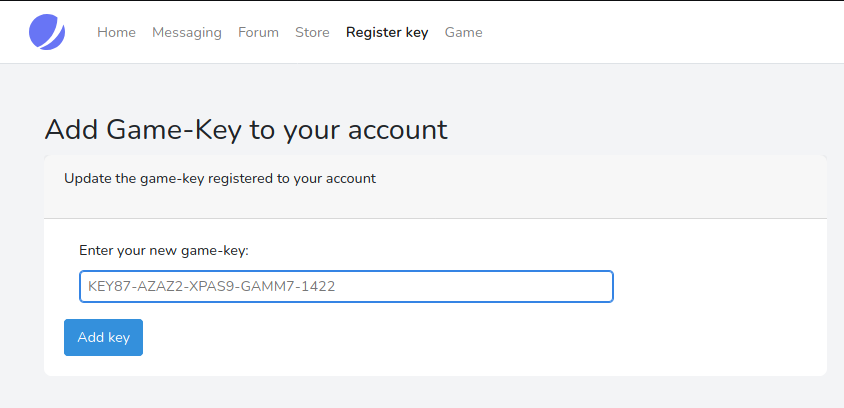 Home Messaging Forum Store Register key Game
Add Game-Key to your account
Update the game-key registered to your account
Enter your new game-key:
KEY87-AZAZ2-XPAS9-GAMM7-1422
Add key